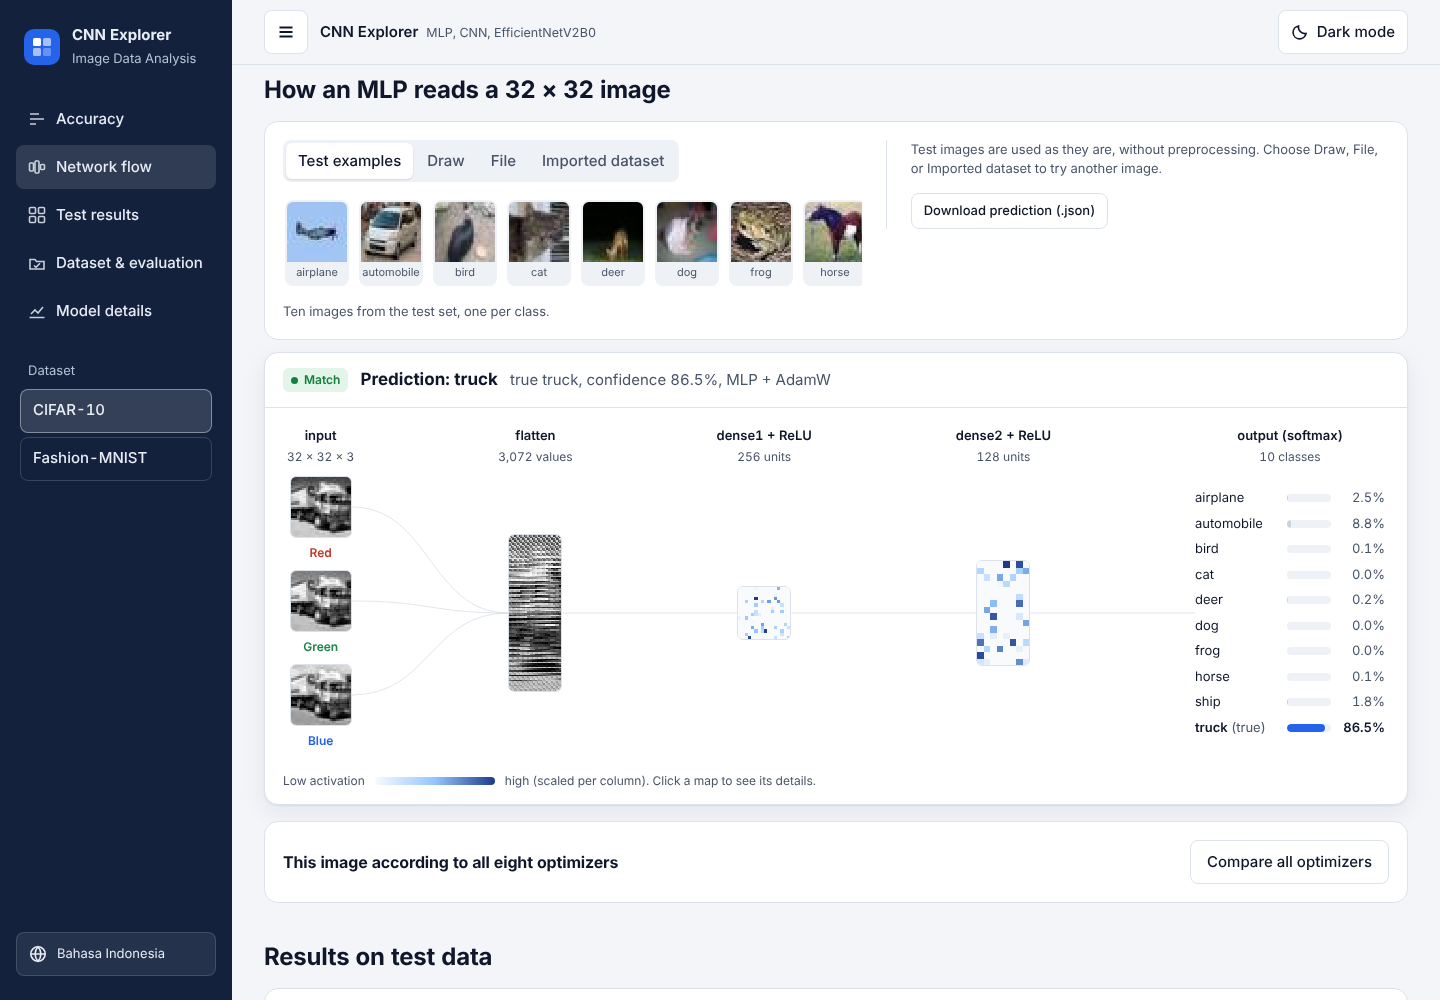 CNN Explorer
Image Data Analysis
Accuracy
Network flow
Test results
Dataset & evaluation
Model details
Dataset
CIFAR-10
Fashion-MNIST
Bahasa Indonesia
CNN Explorer MLP, CNN, EfficientNetV2B0
Dark mode
How an MLP reads a 32 × 32 image
Test examples Draw File Imported dataset
airplane automobile bird cat deer dog frog horse
Ten images from the test set, one per class.
Test images are used as they are, without preprocessing. Choose Draw, File,
or Imported dataset to try another image.
Download prediction (.json)
Match Prediction: truck true truck, confidence 86.5%, MLP + AdamW
input flatten dense1 + ReLU dense2 + ReLU output (softmax)
32 × 32 × 3 3,072 values 256 units 128 units 10 classes
Red
Green
Blue
airplane 2.5%
automobile 8.8%
bird 0.1%
cat 0.0%
deer 0.2%
dog 0.0%
frog 0.0%
horse 0.1%
ship 1.8%
truck (true) 86.5%
Low activation high (scaled per column). Click a map to see its details.
This image according to all eight optimizers
Compare all optimizers
Results on test data